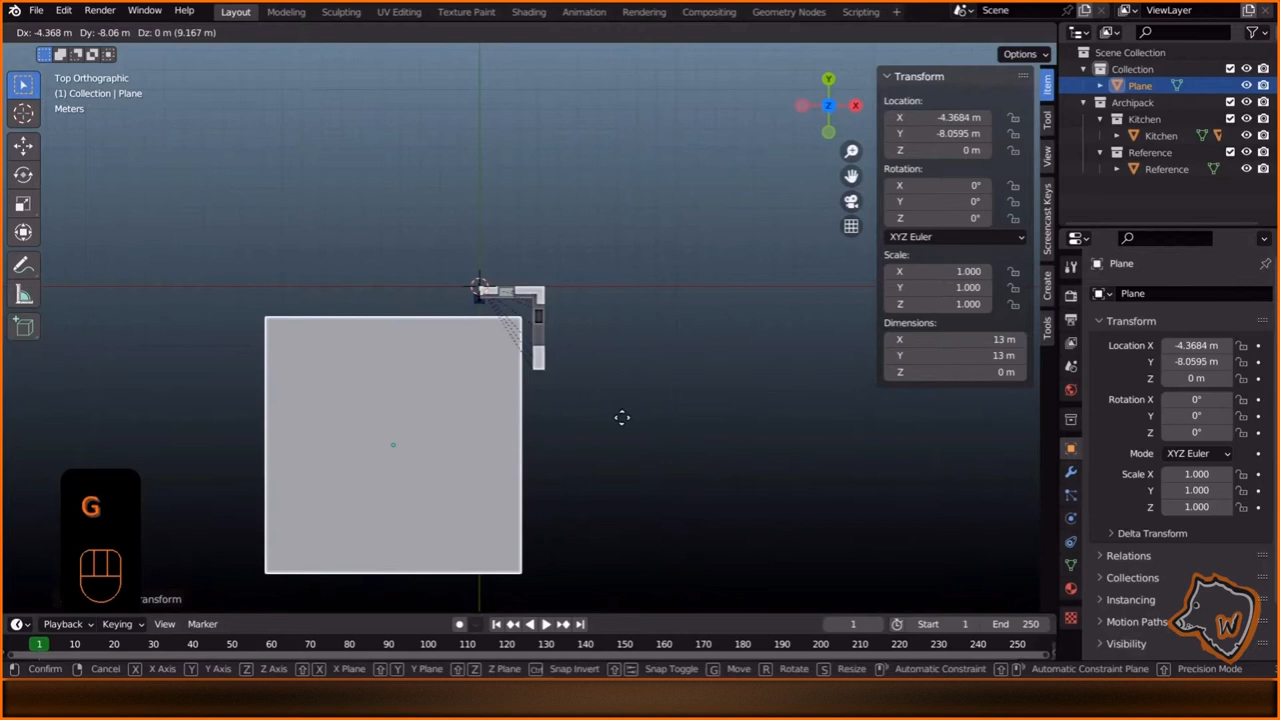 File Edit Render Window Help Layout Modeling Sculpting UV Editing Texture Paint Shading Animation Rendering Compositing Geometry Nodes Scripting + Scene ViewLayer
Dx: -4.368 m Dy: -8.06 m Dz: 0 m (9.167 m)
Options
Top Orthographic
(1) Collection | Plane
Meters
Y
Z
X
Transform
Location:
X -4.3684 m
Y -8.0595 m
Z 0 m
Rotation:
X 0°
Y 0°
Z 0°
XYZ Euler
Scale:
X 1.000
Y 1.000
Z 1.000
Dimensions:
X 13 m
Y 13 m
Z 0 m
Item
Tool
View
Screencast Keys
Create
Tools
Scene Collection
Collection
Plane
Archipack
Kitchen
Kitchen
Reference
Reference
Plane
Plane
Transform
Location X -4.3684 m
Y -8.0595 m
Z 0 m
Rotation X 0°
Y 0°
Z 0°
Mode XYZ Euler
Scale X 1.000
Y 1.000
Z 1.000
Delta Transform
Relations
Collections
Instancing
Motion Paths
Visibility
W
G
ransform
Playback Keying View Marker 1 Start 1 End 250
1 10 20 30 40 50 60 70 80 90 100 110 120 130 140 150 160 170 180 190 200 210 220 230 240 250
Confirm Cancel X X Axis Y Y Axis Z Z Axis X X Plane Y Y Plane Z Z Plane Snap Invert Snap Toggle G Move R Rotate S Resize Automatic Constraint Automatic Constraint Plane Precision Mode